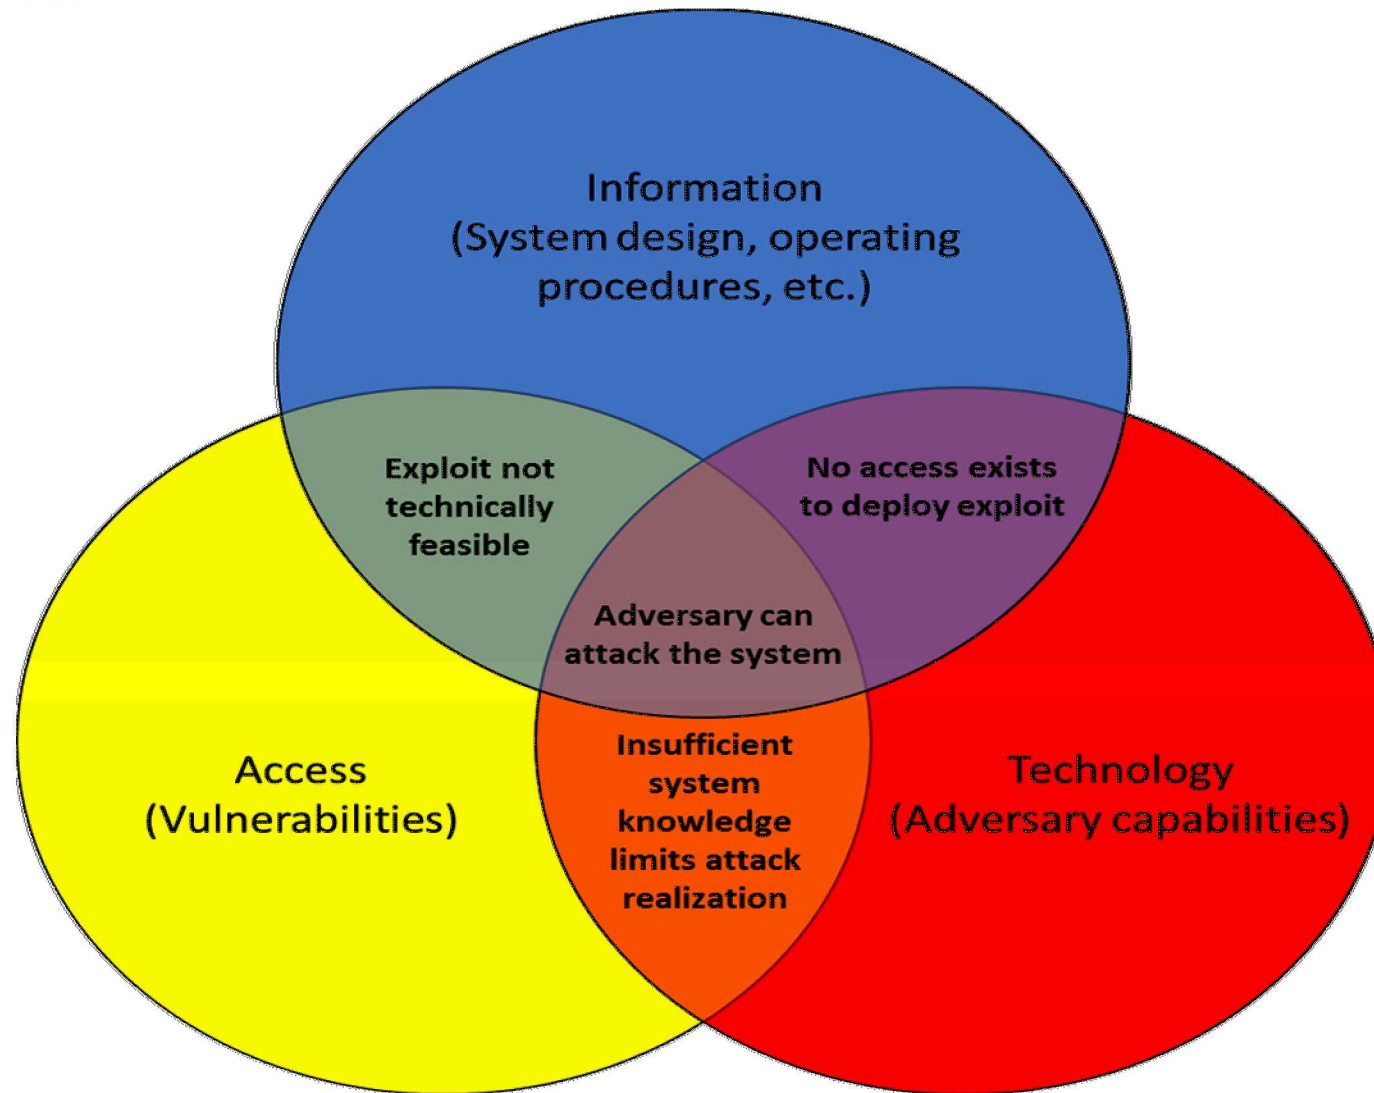 Information
(System design, operating
procedures, etc.)
Exploit not
technically
feasible
No access exists
to deploy exploit
Adversary can
attack the system
Access
(Vulnerabilities)
Insufficient
system
knowledge
limits attack
realization
Technology
(Adversary capabilities)